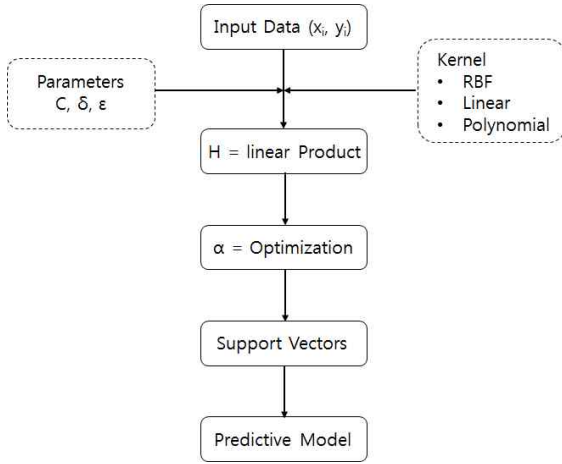 Input Data (xᵢ, yᵢ)
Parameters
C, δ, ε
Kernel
• RBF
• Linear
• Polynomial
H = linear Product
α = Optimization
Support Vectors
Predictive Model